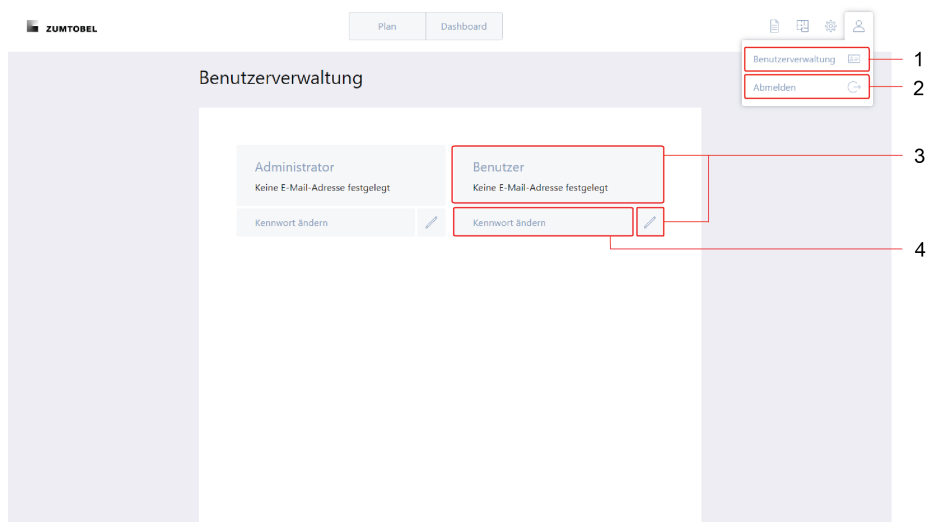 ZUMTOBEL
Plan
Dashboard
Benutzerverwaltung
1
Abmelden
2
Benutzerverwaltung
Administrator
Keine E-Mail-Adresse festgelegt
Benutzer
Keine E-Mail-Adresse festgelegt
3
Kennwort ändern
Kennwort ändern
4